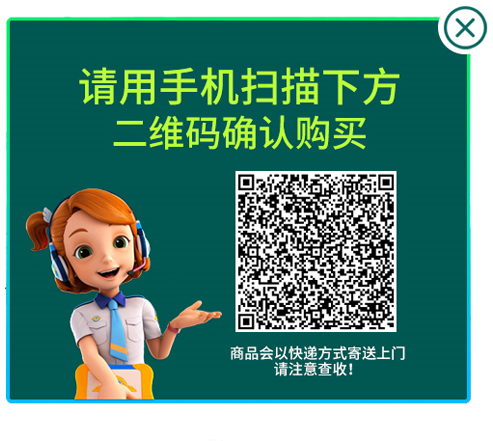 请用手机扫描下方
二维码确认购买
商品会以快递方式寄送上门
请注意查收！